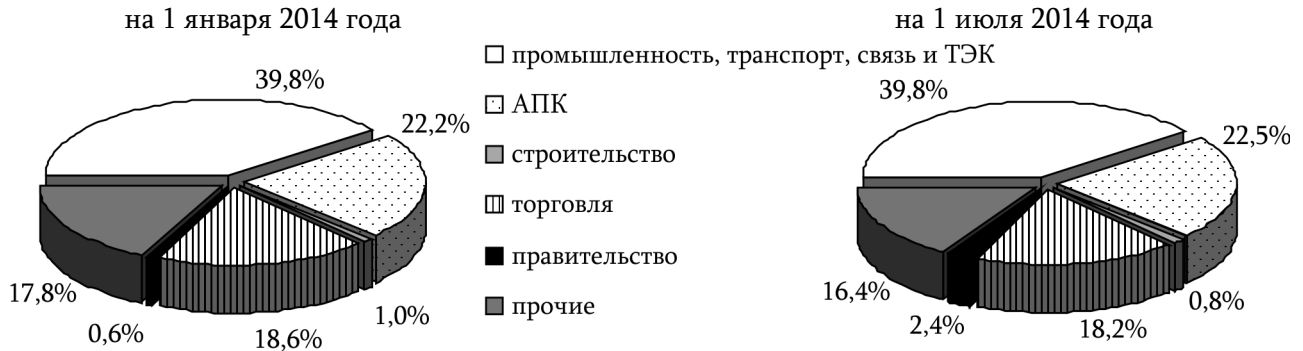 на 1 января 2014 года
39,8%
22,2%
17,8%
0,6%
18,6%
1,0%
промышленность, транспорт, связь и ТЭК
АПК
строительство
торговля
правительство
прочие
на 1 июля 2014 года
39,8%
22,5%
16,4%
2,4%
18,2%
0,8%